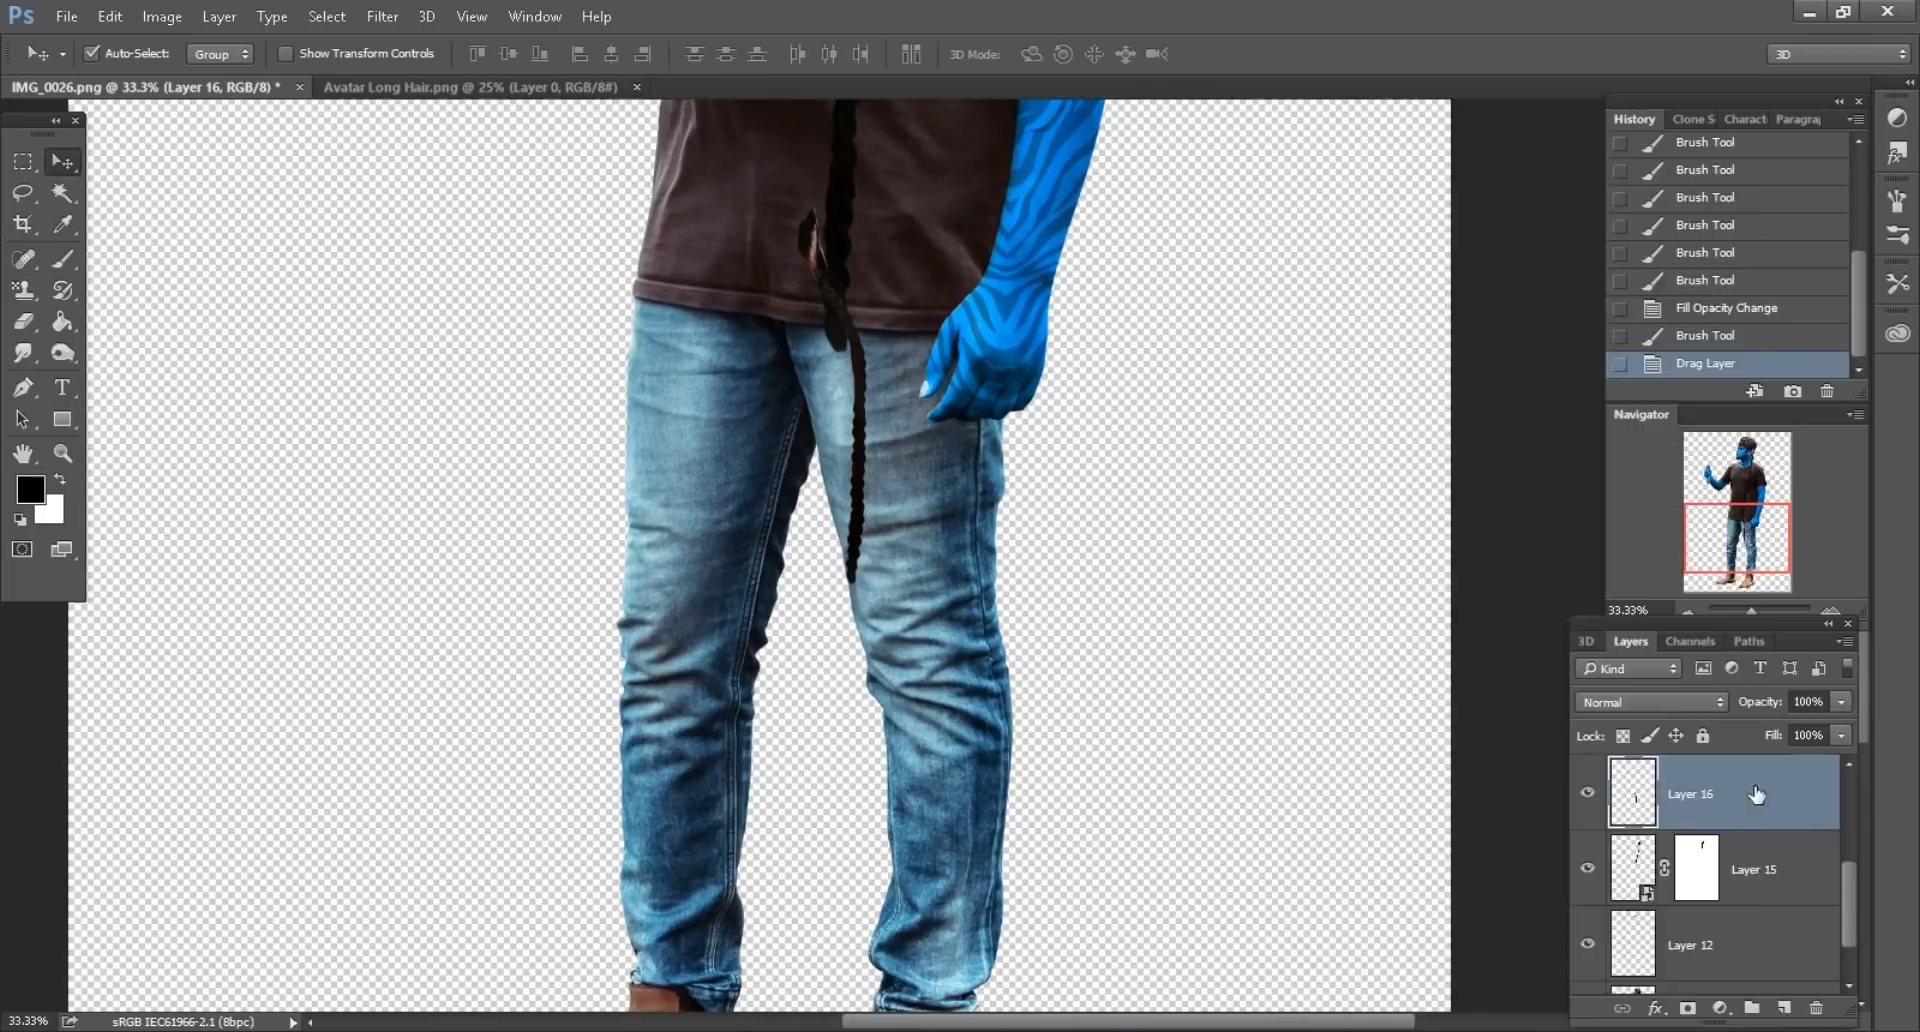 Ps File Edit Image Layer Type Select Filter 3D View Window Help
Auto-Select: Group Show Transform Controls 3D Mode: 3D
IMG_0026.png @ 33.3% (Layer 16, RGB/8) * × Avatar Long Hair.png @ 25% (Layer 0, RGB/8#) ×
History Clone S Charact Paragra
Brush Tool
Brush Tool
Brush Tool
Brush Tool
Brush Tool
Brush Tool
Fill Opacity Change
Brush Tool
Drag Layer
Navigator
33.33%
3D Layers Channels Paths
Kind
Normal Opacity: 100%
Lock: Fill: 100%
Layer 16
Layer 15
Layer 12
fx
33.33% sRGB IEC61966-2.1 (8bpc)